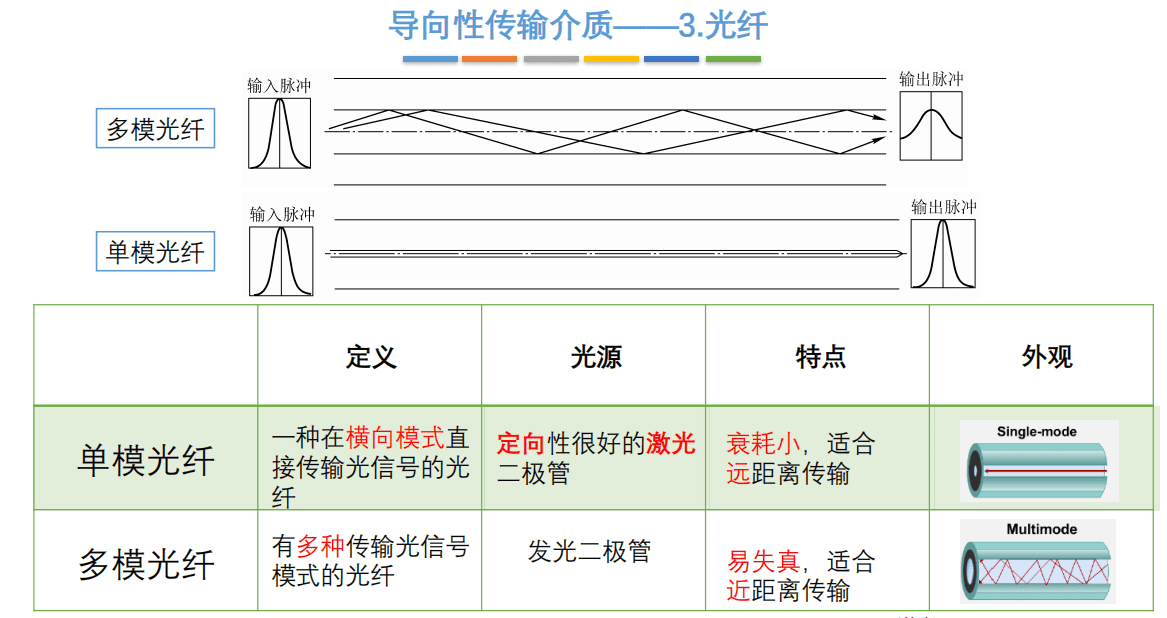 导向性传输介质——3.光纤
输入脉冲
输出脉冲
多模光纤
输入脉冲
输出脉冲
单模光纤
定义
光源
特点
外观
单模光纤
一种在横向模式直
接传输光信号的光
纤
定向性很好的激光
二极管
衰耗小，适合
远距离传输
Single-mode
多模光纤
有多种传输光信号
模式的光纤
发光二极管
易失真，适合
近距离传输
Multimode